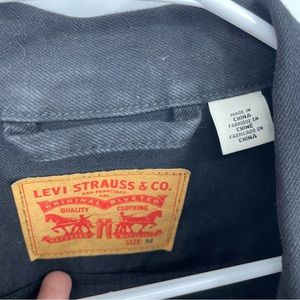 MADE IN
CHINA
FABRIQUÉ EN
CHINE
FABRICADO EN
CHINA
LEVI STRAUSS & CO.
SAN FRANCISCO
CAL.
ORIGINAL RIVETED
QUALITY CLOTHING
SIZE M